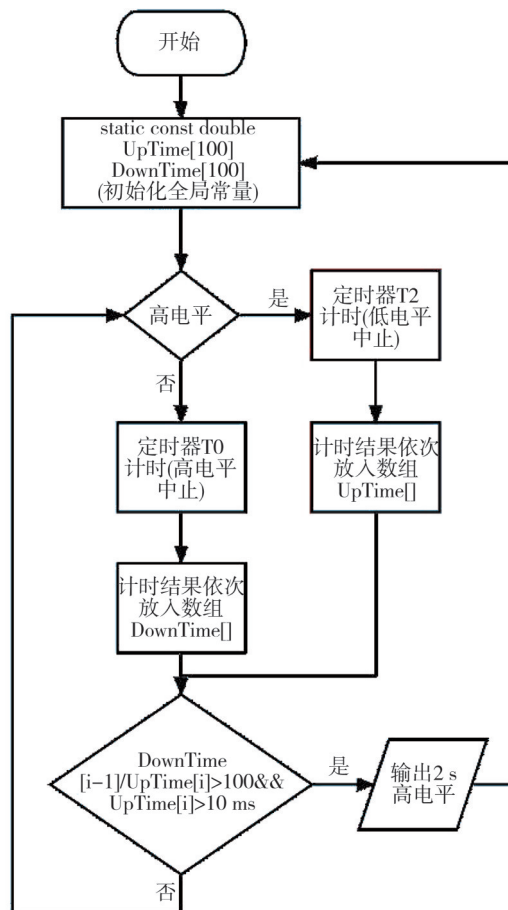 开始
static const double
UpTime[100]
DownTime[100]
(初始化全局常量)
高电平
是
定时器T2
计时(低电平
中止)
否
定时器T0
计时(高电平
中止)
计时结果依次
放入数组
UpTime[]
计时结果依次
放入数组
DownTime[]
DownTime
[i-1]/UpTime[i]>100&&
UpTime[i]>10 ms
是
输出2 s
高电平
否